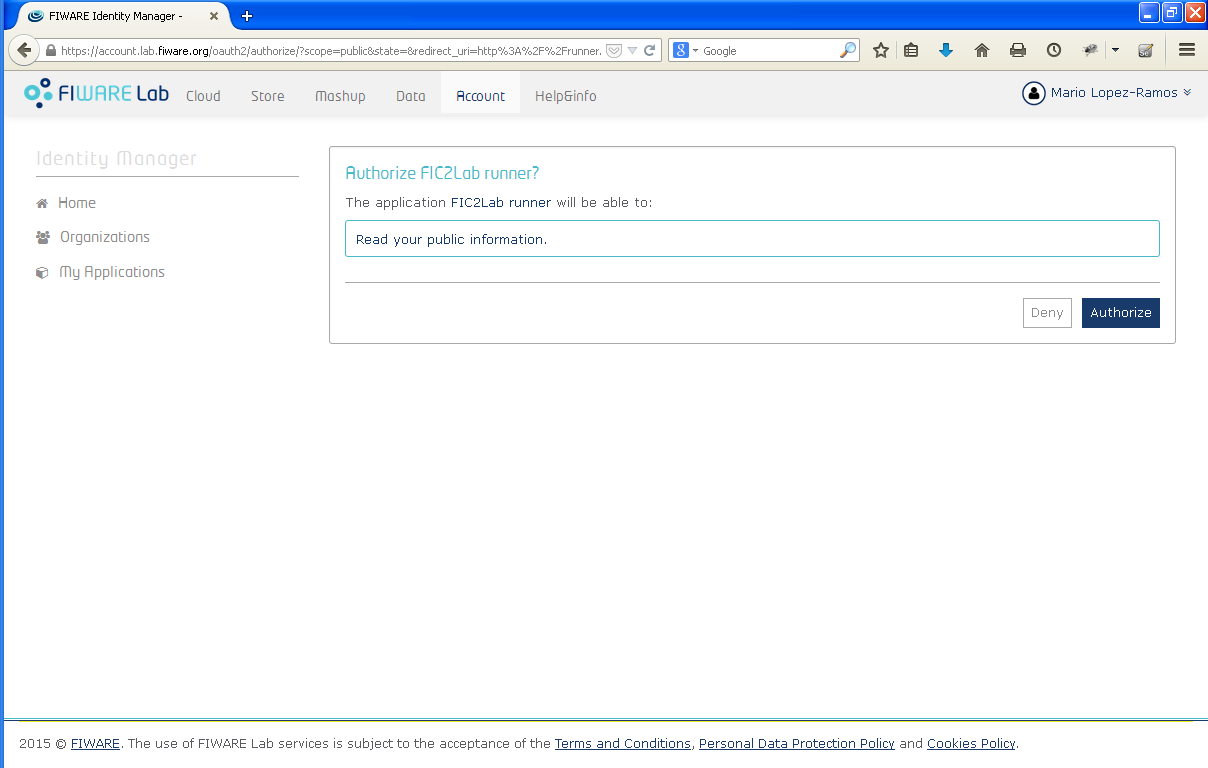 FIWARE Identity Manager -
https://account.lab.fiware.org/oauth2/authorize/?scope=public&state=&redirect_uri=http%3A%2F%2Frunner.
Google
FIWARE Lab Cloud Store Mashup Data Account Help&info Mario Lopez-Ramos
Identity Manager
Home
Organizations
My Applications
Authorize FIC2Lab runner?
The application FIC2Lab runner will be able to:
Read your public information.
Deny Authorize
2015 © FIWARE. The use of FIWARE Lab services is subject to the acceptance of the Terms and Conditions, Personal Data Protection Policy and Cookies Policy.